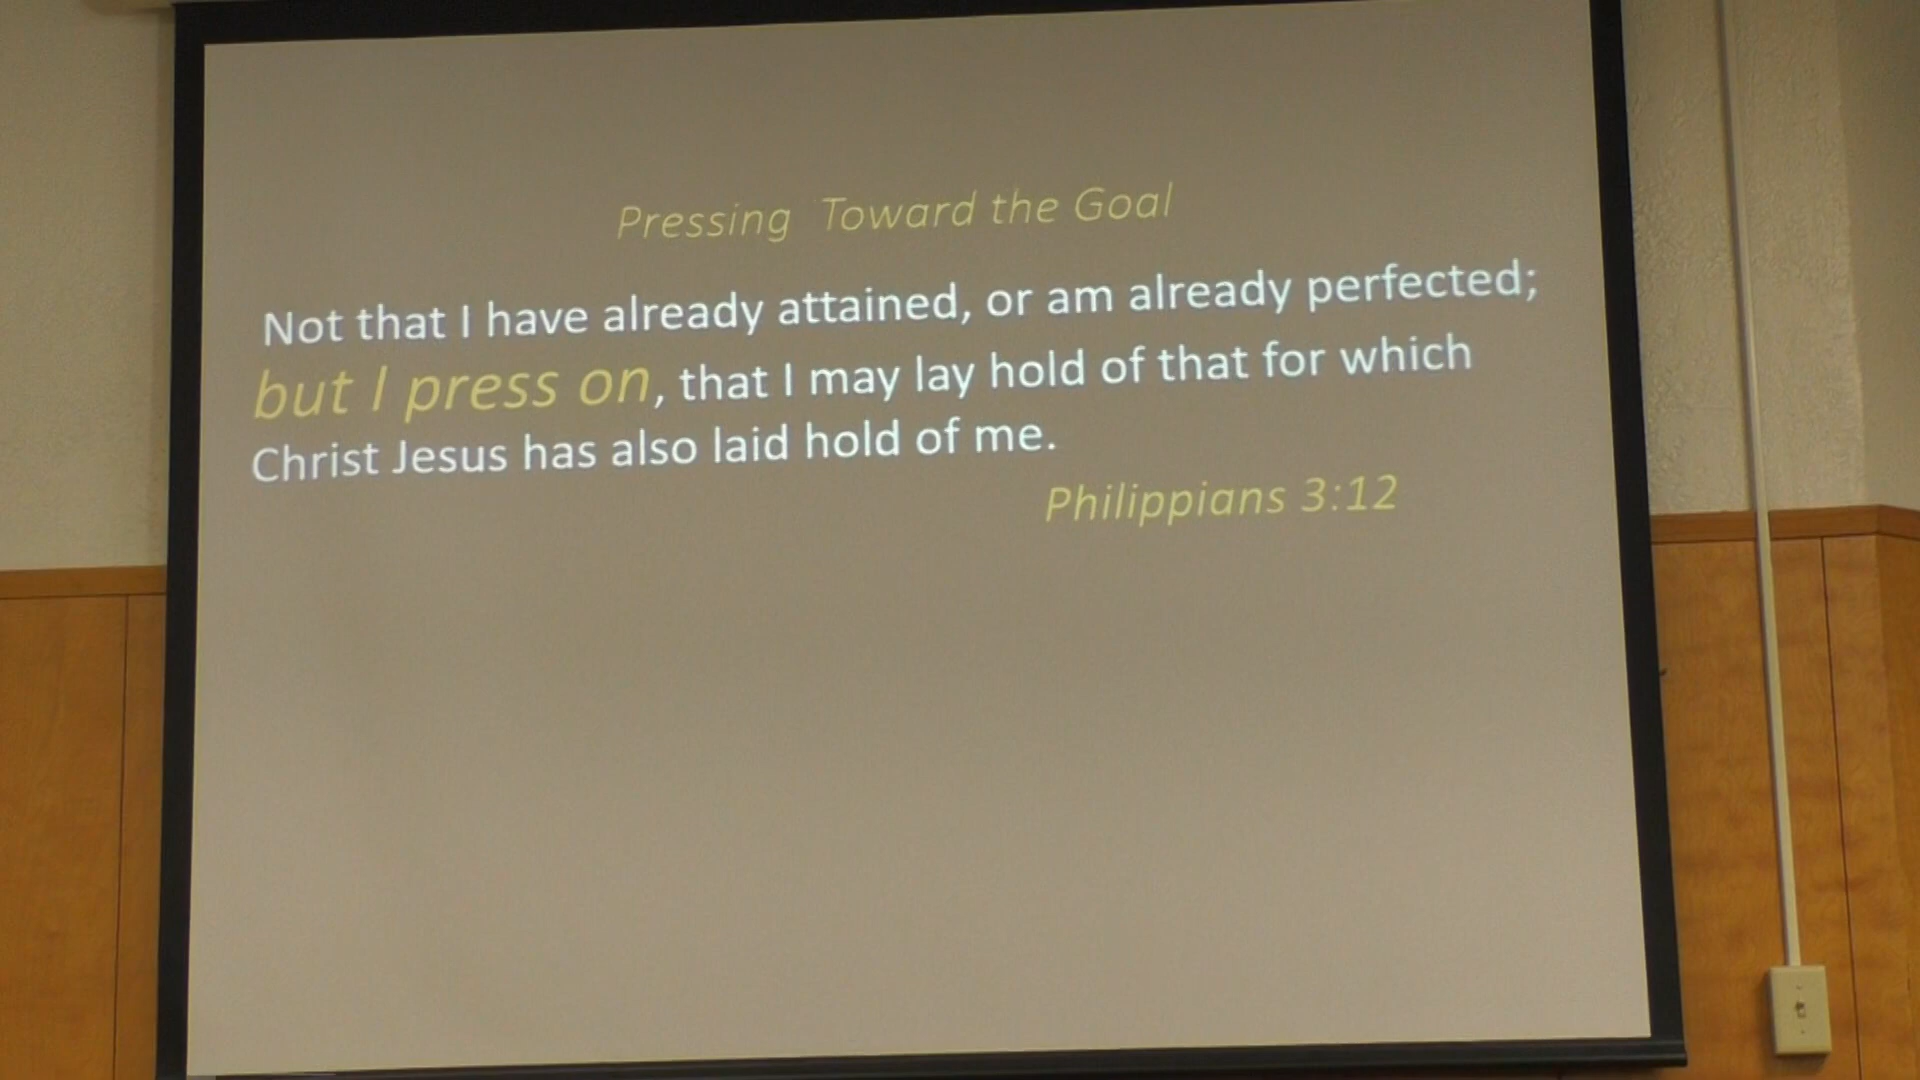 Pressing Toward the Goal
Not that I have already attained, or am already perfected;
but I press on, that I may lay hold of that for which
Christ Jesus has also laid hold of me.
Philippians 3:12